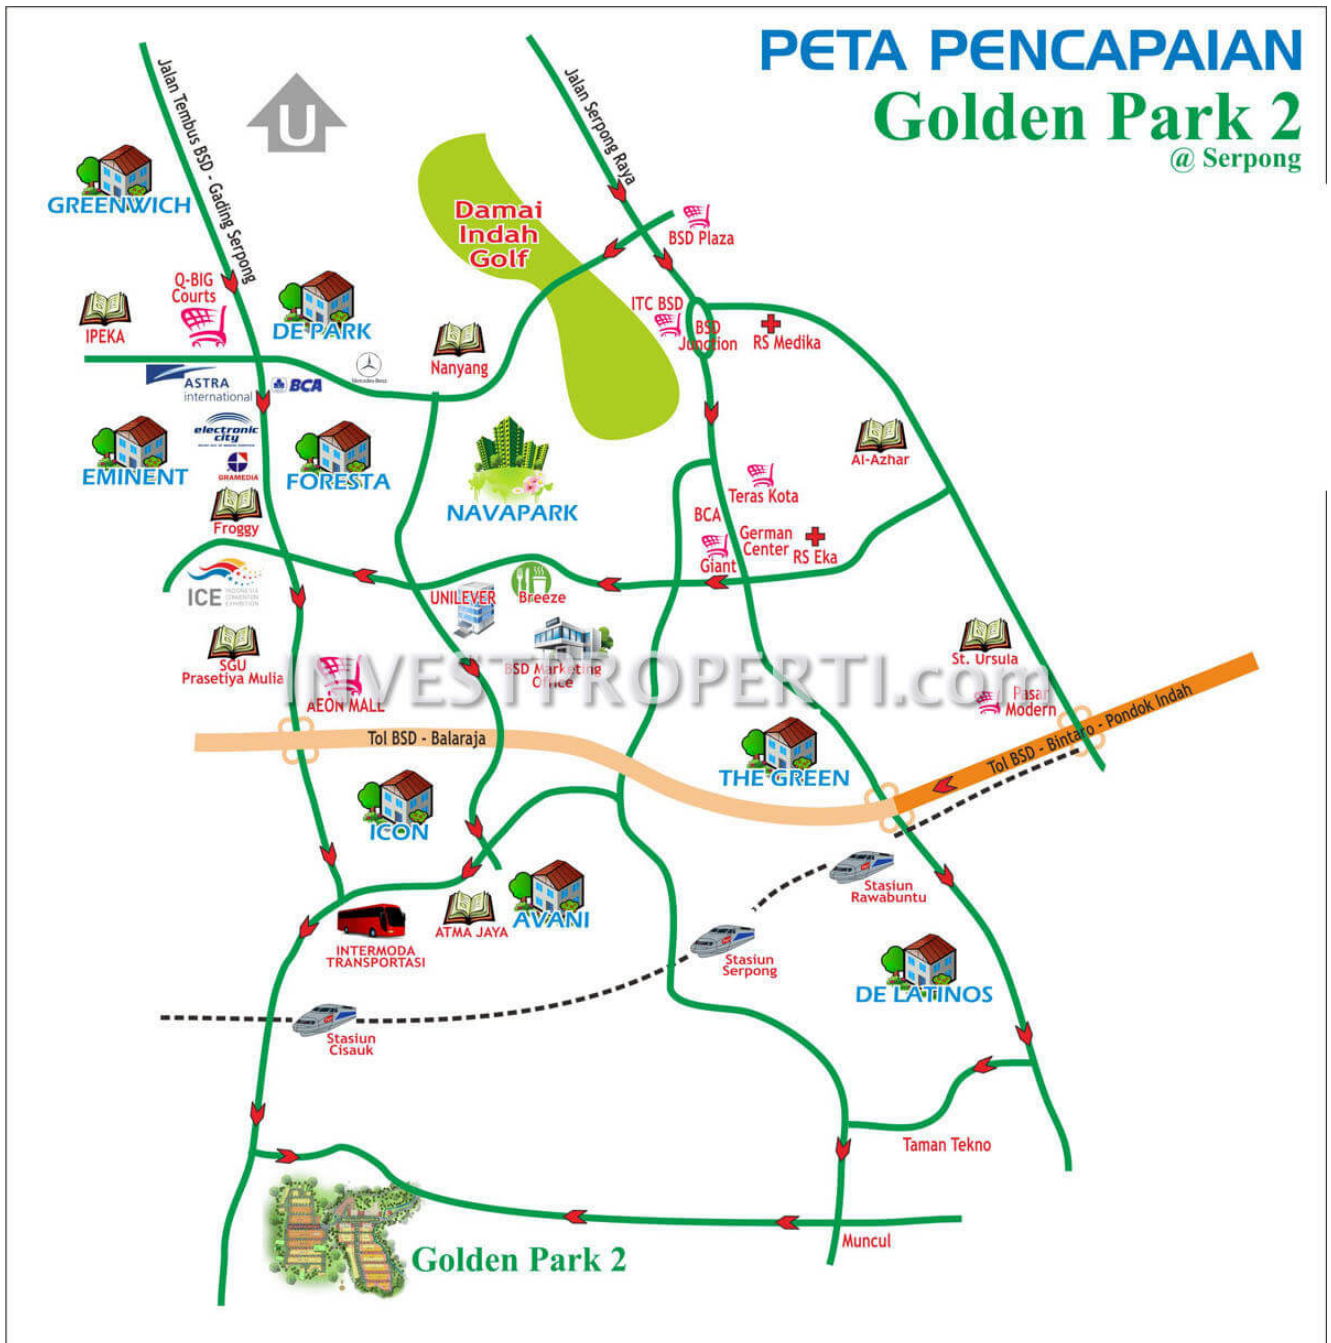 PETA PENCAPAIAN
Golden Park 2
@ Serpong
U
Jalan Tembus BSD - Gading Serpong
Jalan Serpong Raya
GREENWICH
Damai
Indah
Golf
BSD Plaza
Q-BIG
Courts
IPEKA
DE PARK
ITC BSD
BSD
Junction
RS Medika
Nanyang
Mercedes-Benz
ASTRA
international
BCA
electronic
city
EMINENT
GRAMEDIA
FORESTA
Froggy
NAVAPARK
Al-Azhar
Teras Kota
BCA
German
Center
RS Eka
Giant
ICE
INDONESIA
CONVENTION
EXHIBITION
UNILEVER
Breeze
SGU
Prasetiya Mulia
BSD Marketing
Office
St. Ursula
INVESTPROPERTI.com
AEON MALL
Pasar
Modern
Tol BSD - Balaraja
Tol BSD - Bintaro - Pondok Indah
THE GREEN
ICON
AVANI
ATMA JAYA
Stasiun
Rawabuntu
INTERMODA
TRANSPORTASI
Stasiun
Serpong
DE LATINOS
Stasiun
Cisauk
Taman Tekno
Muncul
Golden Park 2